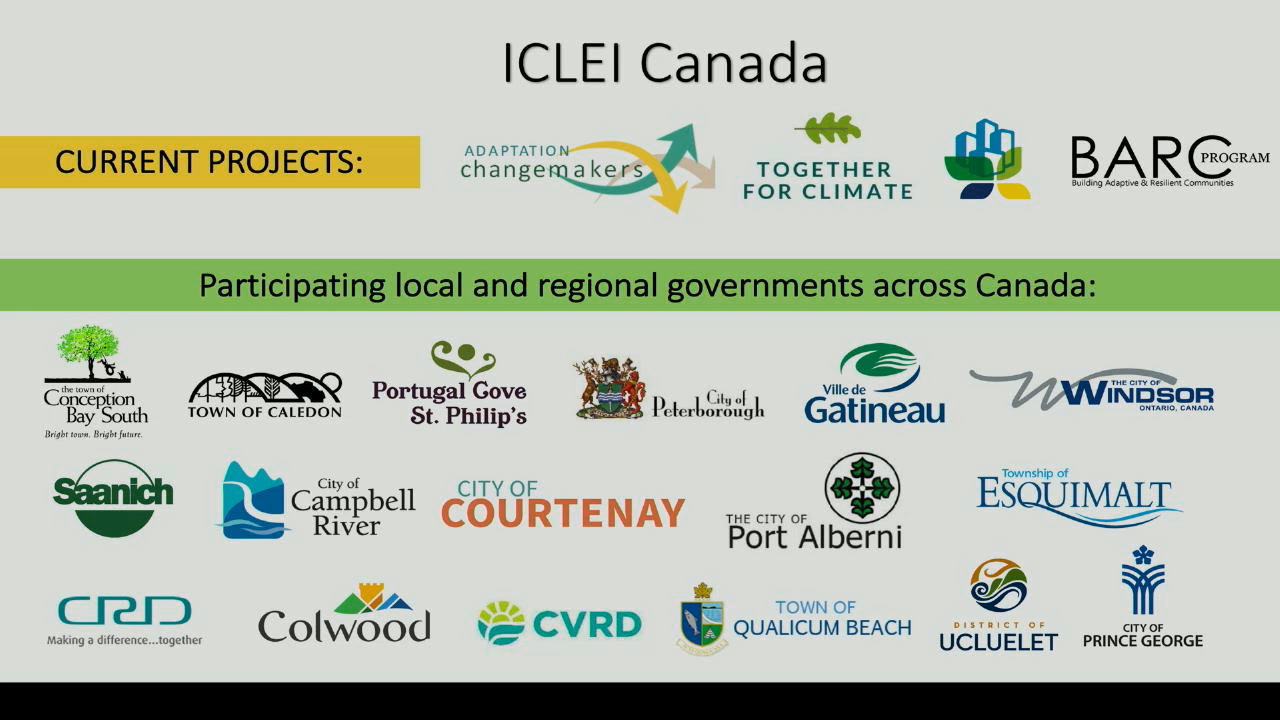 ICLEI Canada
CURRENT PROJECTS:
ADAPTATION
changemakers
TOGETHER
FOR CLIMATE
BARC PROGRAM
Building Adaptive & Resilient Communities
Participating local and regional governments across Canada:
the town of
Conception
Bay South
Bright town. Bright future.
TOWN OF CALEDON
Portugal Cove
St. Philip's
City of
Peterborough
Ville de
Gatineau
THE CITY OF
WINDSOR
ONTARIO, CANADA
Saanich
City of
Campbell
River
CITY OF
COURTENAY
THE CITY OF
Port Alberni
Township of
ESQUIMALT
CRD
Making a difference...together
Colwood
CVRD
TOWN OF
QUALICUM BEACH
DISTRICT OF
UCLUELET
CITY OF
PRINCE GEORGE